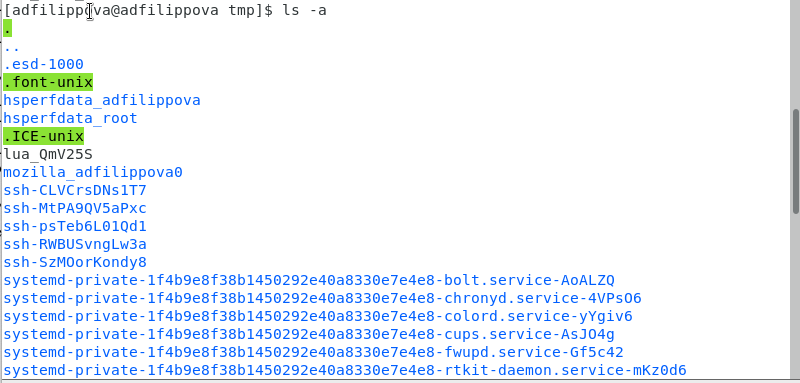 [adfilippova@adfilippova tmp]$ ls -a
.
..
.esd-1000
.font-unix
hsperfdata_adfilippova
hsperfdata_root
.ICE-unix
lua_QmV25S
mozilla_adfilippova0
ssh-CLVCrsDNs1T7
ssh-MtPA9QV5aPxc
ssh-psTeb6L01Qd1
ssh-RWBUSvngLw3a
ssh-SzMOorKondy8
systemd-private-1f4b9e8f38b1450292e40a8330e7e4e8-bolt.service-AoALZQ
systemd-private-1f4b9e8f38b1450292e40a8330e7e4e8-chronyd.service-4VPsO6
systemd-private-1f4b9e8f38b1450292e40a8330e7e4e8-colord.service-yYgiv6
systemd-private-1f4b9e8f38b1450292e40a8330e7e4e8-cups.service-AsJO4g
systemd-private-1f4b9e8f38b1450292e40a8330e7e4e8-fwupd.service-Gf5c42
systemd-private-1f4b9e8f38b1450292e40a8330e7e4e8-rtkit-daemon.service-mKz0d6